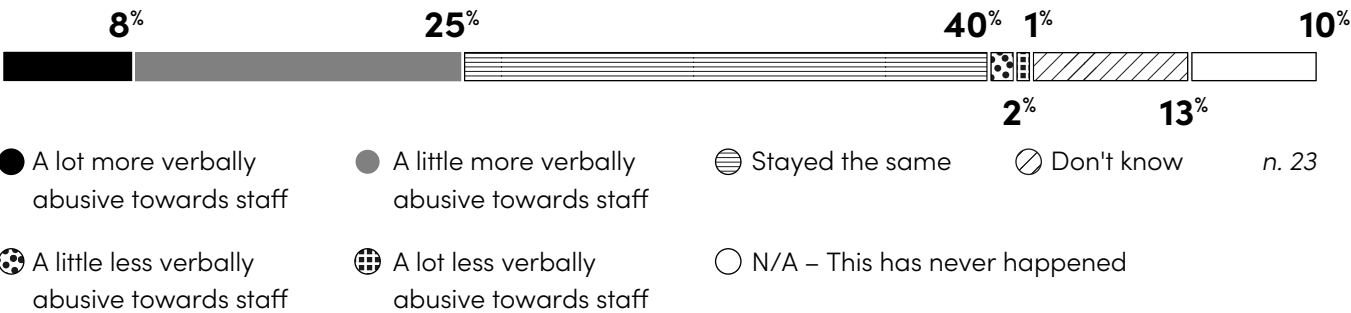 8% 25% 40% 1% 10%
2% 13%
A lot more verbally abusive towards staff
A little more verbally abusive towards staff
Stayed the same
Don't know
n. 23
A little less verbally abusive towards staff
A lot less verbally abusive towards staff
N/A – This has never happened